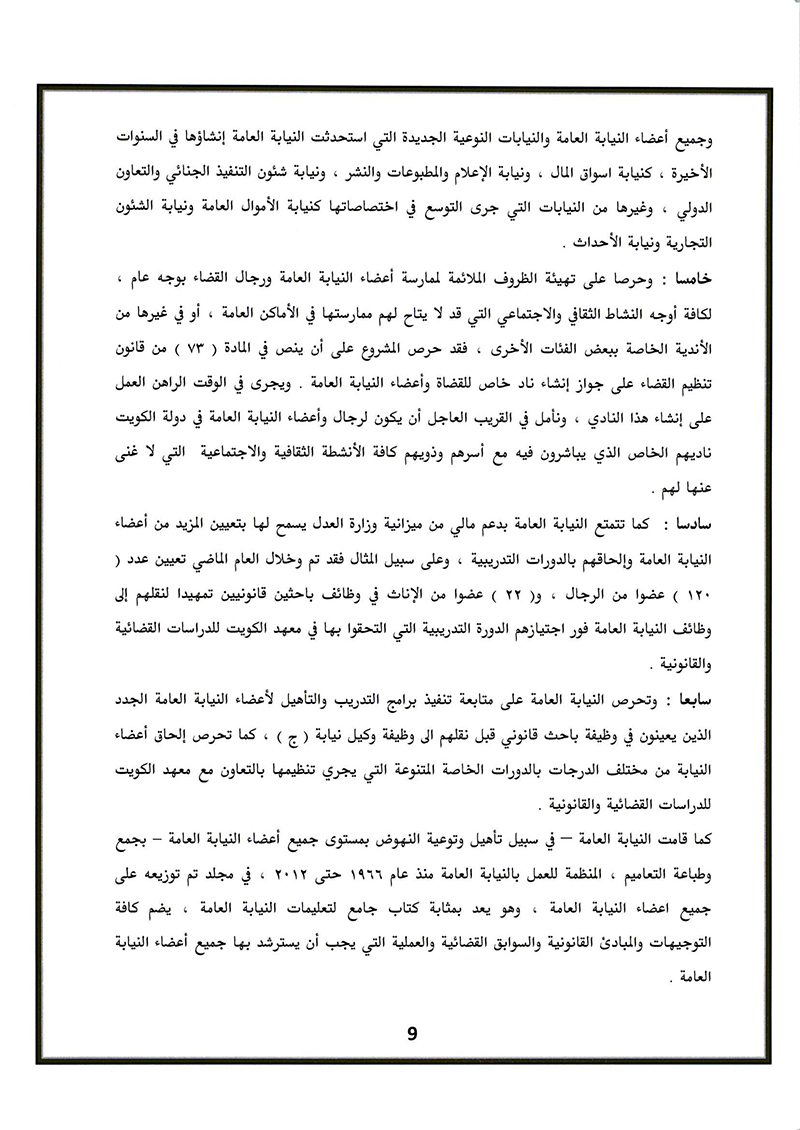 وجميع أعضاء النيابة العامة والنيابات النوعية الجديدة التي استحدثت النيابة العامة إنشاؤها في السنوات
الأخيرة ، كنيابة اسواق المال ، ونيابة الإعلام والمطبوعات والنشر ، ونيابة شئون التنفيذ الجنائي والتعاون
الدولي ، وغيرها من النيابات التي جرى التوسع في اختصاصاتها كنيابة الأموال العامة ونيابة الشئون
التجارية ونيابة الأحداث .
خامسا : وحرصا على تهيئة الظروف الملائمة لممارسة أعضاء النيابة العامة ورجال القضاء بوجه عام ،
لكافة أوجه النشاط الثقافي والاجتماعي التي قد لا يتاح لهم ممارستها في الأماكن العامة ، أو في غيرها من
الأندية الخاصة ببعض الفئات الأخرى ، فقد حرص المشروع على أن ينص في المادة ( ٧٣ ) من قانون
تنظيم القضاء على جواز إنشاء ناد خاص للقضاة وأعضاء النيابة العامة . ويجرى في الوقت الراهن العمل
على إنشاء هذا النادي ، ونأمل في القريب العاجل أن يكون لرجال وأعضاء النيابة العامة في دولة الكويت
ناديهم الخاص الذي يباشرون فيه مع أسرهم وذويهم كافة الأنشطة الثقافية والاجتماعية التي لا غنى
عنها لهم .
سادسا : كما تتمتع النيابة العامة بدعم مالي من ميزانية وزارة العدل يسمح لها بتعيين المزيد من أعضاء
النيابة العامة وإلحاقهم بالدورات التدريبية ، وعلى سبيل المثال فقد تم وخلال العام الماضي تعيين عدد (
١٢٠ ) عضوا من الرجال ، و( ٢٢ ) عضوا من الإناث في وظائف باحثين قانونيين تمهيدا لنقلهم إلى
وظائف النيابة العامة فور اجتيازهم الدورة التدريبية التي التحقوا بها في معهد الكويت للدراسات القضائية
والقانونية .
سابعا : وتحرص النيابة العامة على متابعة تنفيذ برامج التدريب والتأهيل لأعضاء النيابة العامة الجدد
الذين يعينون في وظيفة باحث قانوني قبل نقلهم الى وظيفة وكيل نيابة ( ج ) ، كما تحرص إلحاق أعضاء
النيابة من مختلف الدرجات بالدورات الخاصة المتنوعة التي يجري تنظيمها بالتعاون مع معهد الكويت
للدراسات القضائية والقانونية .
كما قامت النيابة العامة – في سبيل تأهيل وتوعية النهوض بمستوى جميع أعضاء النيابة العامة – بجمع
وطباعة التعاميم ، المنظمة للعمل بالنيابة العامة منذ عام ١٩٦٦ حتى ٢٠١٢ ، في مجلد تم توزيعه على
جميع اعضاء النيابة العامة ، وهو يعد بمثابة كتاب جامع لتعليمات النيابة العامة ، يضم كافة
التوجيهات والمبادئ القانونية والسوابق القضائية والعملية التي يجب أن يسترشد بها جميع أعضاء النيابة
العامة .
9